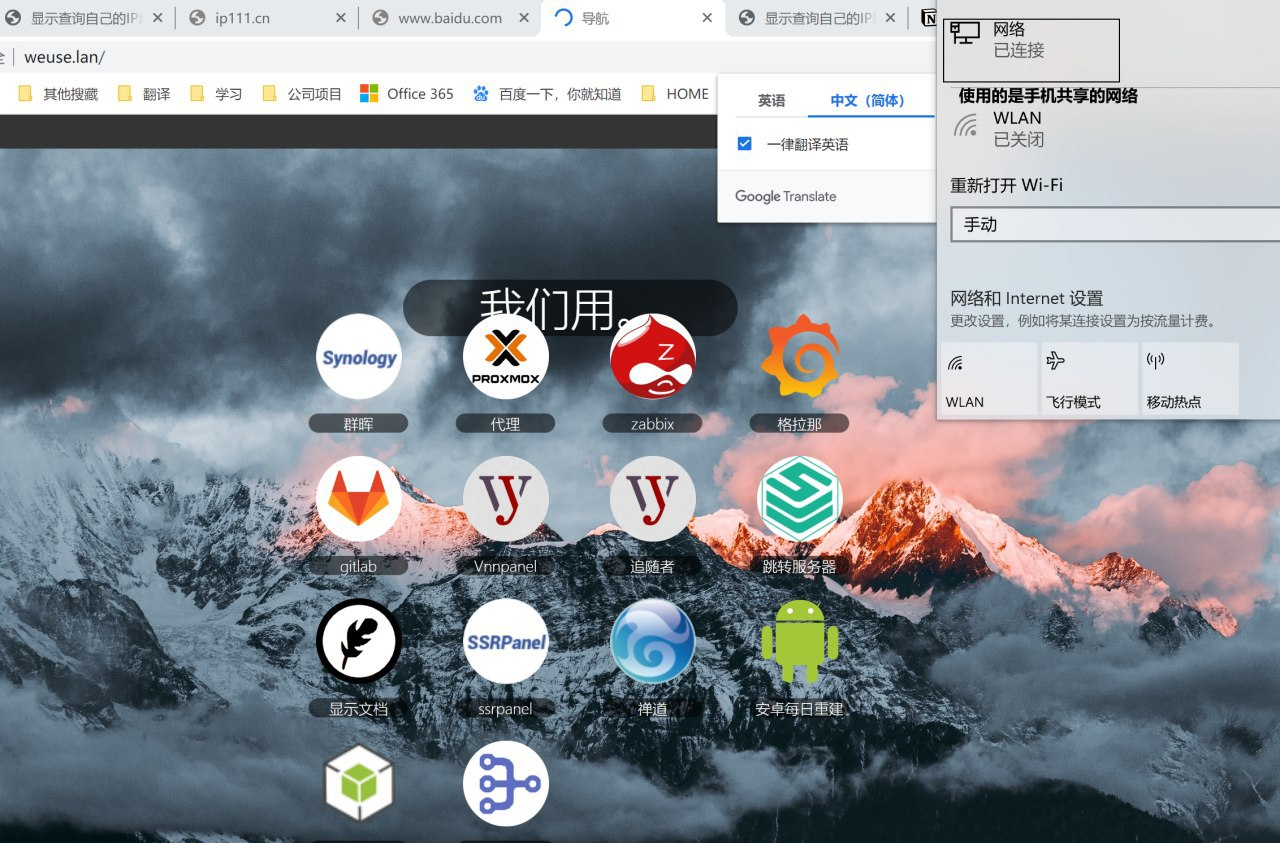 显示查询自己的IP
ip111.cn
www.baidu.com
导航
显示查询自己的IP
weuse.lan/
其他搜藏
翻译
学习
公司项目
Office 365
百度一下，你就知道
HOME
英语
中文（简体）
一律翻译英语
Google Translate
网络
已连接
使用的是手机共享的网络
WLAN
已关闭
重新打开 Wi-Fi
手动
网络和 Internet 设置
更改设置，例如将某连接设置为按流量计费。
WLAN
飞行模式
移动热点
我们用。
Synology
PROXMOX
Z
群晖
代理
zabbix
格拉那
gitlab
Vnnpanel
追随者
跳转服务器
SSRPanel
显示文档
ssrpanel
禅道
安卓每日重建